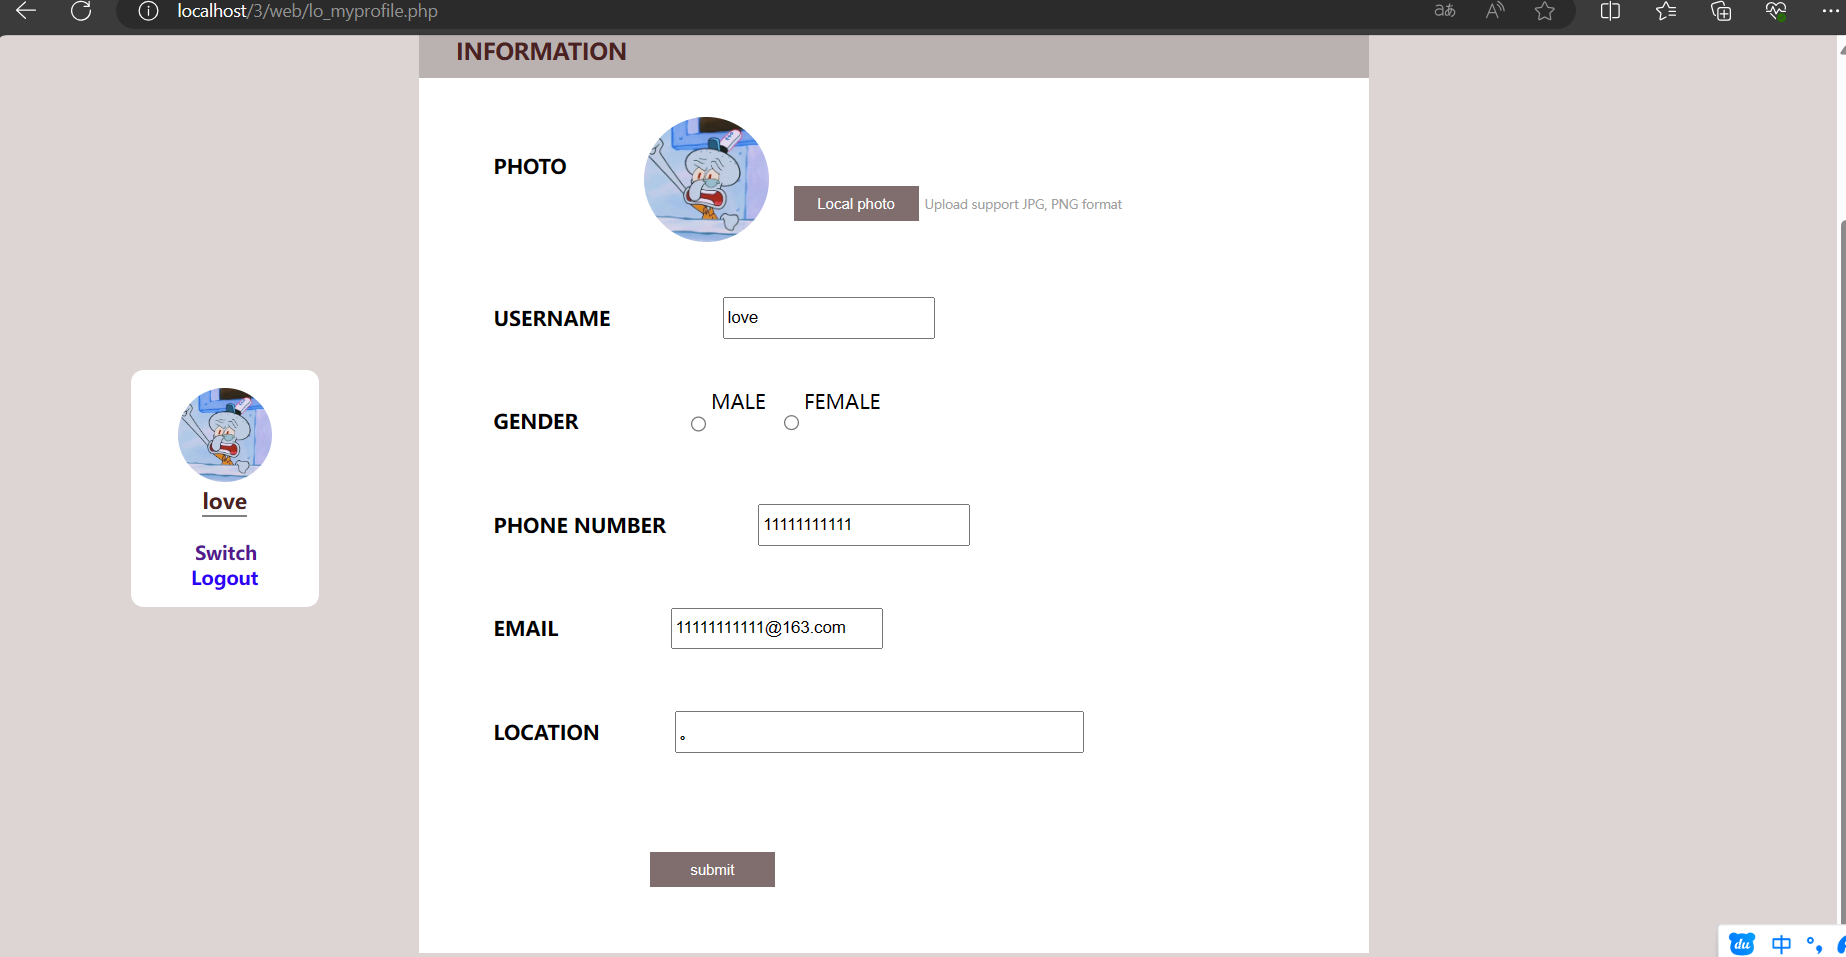 localhost/3/web/lo_myprofile.php
INFORMATION
PHOTO
Local photo
Upload support JPG, PNG format
USERNAME
love
GENDER
MALE
FEMALE
PHONE NUMBER
11111111111
EMAIL
11111111111@163.com
LOCATION
。
submit
love
Switch
Logout
du
中